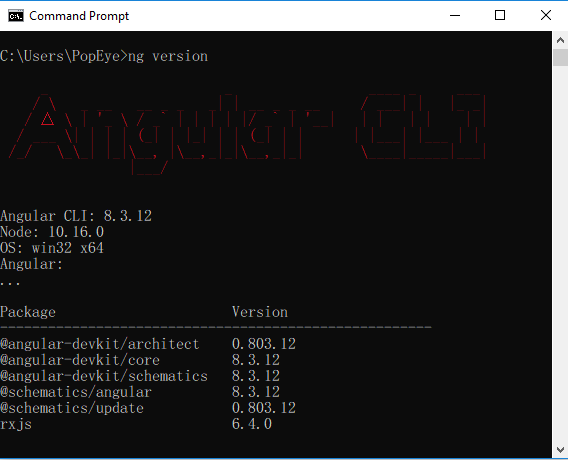 Command Prompt
C:\Users\PopEye>ng version
Angular CLI
Angular CLI: 8.3.12
Node: 10.16.0
OS: win32 x64
Angular:
...
Package Version
------------------------------------------------------
@angular-devkit/architect 0.803.12
@angular-devkit/core 8.3.12
@angular-devkit/schematics 8.3.12
@schematics/angular 8.3.12
@schematics/update 0.803.12
rxjs 6.4.0